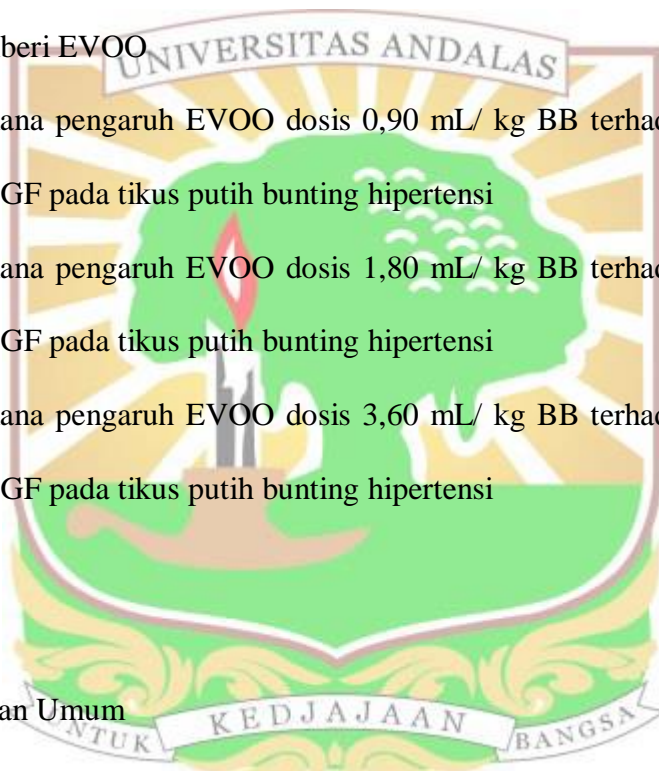 beri EVOO
UNIVERSITAS ANDALAS
ana pengaruh EVOO dosis 0,90 mL/ kg BB terhad
GF pada tikus putih bunting hipertensi
ana pengaruh EVOO dosis 1,80 mL/ kg BB terhad
GF pada tikus putih bunting hipertensi
ana pengaruh EVOO dosis 3,60 mL/ kg BB terhad
GF pada tikus putih bunting hipertensi
an Umum
UNTUK KEDJAJAAN BANGSA